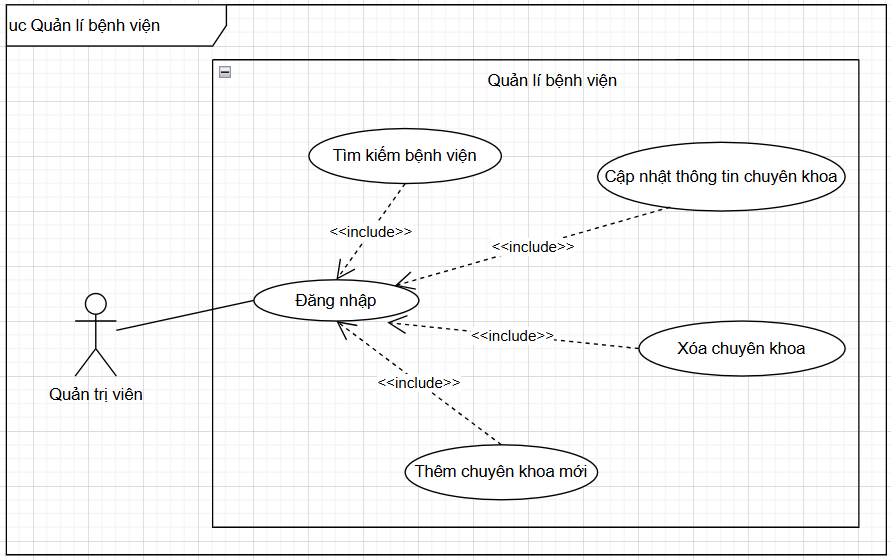 uc Quản lí bệnh viện
Quản lí bệnh viện
Tìm kiếm bệnh viện
Cập nhật thông tin chuyên khoa
<<include>>
<<include>>
Đăng nhập
<<include>>
Xóa chuyên khoa
<<include>>
Quản trị viên
Thêm chuyên khoa mới